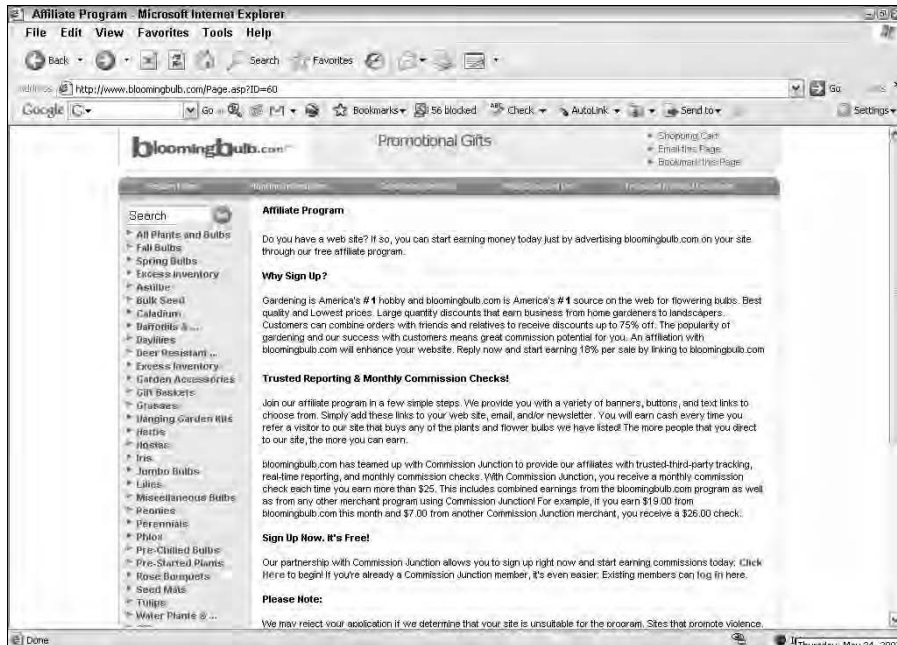 Affiliate Program - Microsoft Internet Explorer
File Edit View Favorites Tools Help
Back Search Favorites
http://www.bloomingbulb.com/Page.asp?ID=60 Go
Google G Go Bookmarks 56 blocked Check AutoLink Send to Settings
bloomingbulb.com
Promotional Gifts
Shopping Cart
Email this Page
Bookmark this Page
Search
All Plants and Bulbs
Fall Bulbs
Spring Bulbs
Excess Inventory
Astilbe
Bulk Seed
Caladium
Daffodils & ...
Daylilies
Deer Resistant ...
Excess Inventory
Garden Accessories
Gift Baskets
Grasses
Hanging Garden Kits
Herbs
Hostas
Iris
Jumbo Bulbs
Lilies
Miscellaneous Bulbs
Peonies
Perennials
Phlox
Pre-Chilled Bulbs
Pre-Started Plants
Rose Bouquets
Seed Mats
Tulips
Water Plants & ...
Affiliate Program
Do you have a web site? If so, you can start earning money today just by advertising bloomingbulb.com on your site
through our free affiliate program.
Why Sign Up?
Gardening is America's #1 hobby and bloomingbulb.com is America's #1 source on the web for flowering bulbs. Best
quality and Lowest prices. Large quantity discounts that earn business from home gardeners to landscapers.
Customers can combine orders with friends and relatives to receive discounts up to 75% off. The popularity of
gardening and our success with customers means great commission potential for you. An affiliation with
bloomingbulb.com will enhance your website. Reply now and start earning 18% per sale by linking to bloomingbulb.com
Trusted Reporting & Monthly Commission Checks!
Join our affiliate program in a few simple steps. We provide you with a variety of banners, buttons, and text links to
choose from. Simply add these links to your web site, email, and/or newsletter. You will earn cash every time you
refer a visitor to our site that buys any of the plants and flower bulbs we have listed! The more people that you direct
to our site, the more you can earn.
bloomingbulb.com has teamed up with Commission Junction to provide our affiliates with trusted-third-party tracking,
real-time reporting, and monthly commission checks. With Commission Junction, you receive a monthly commission
check each time you earn more than $25. This includes combined earnings from the bloomingbulb.com program as well
as from any other merchant program using Commission Junction! For example, if you earn $19.00 from
bloomingbulb.com this month and $7.00 from another Commission Junction merchant, you receive a $26.00 check.
Sign Up Now. It's Free!
Our partnership with Commission Junction allows you to sign up right now and start earning commissions today. Click
Here to begin! If you're already a Commission Junction member, it's even easier. Existing members can log in here.
Please Note:
We may reject your application if we determine that your site is unsuitable for the program. Sites that promote violence,
Done
Thursday, May 24, 200